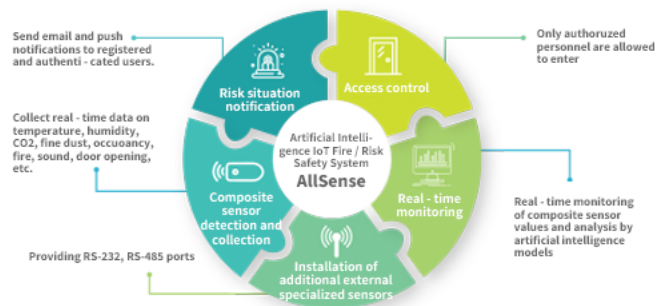 Send email and push
notifications to registered
and authenti - cated users.
Risk situation
notification
Access control
Only authoruzed
personnel are allowed
to enter
Collect real - time data on
temperature, humidity,
CO2, fine dust, occuoancy,
fire, sound, door opening,
etc.
Artificial Intelli-
gence IoT Fire / Risk
Safety System
AllSense
Composite
sensor
detection and
collection
Real - time
monitoring
Real - time monitoring
of composite sensor
values and analysis by
artificial intelligence
models
Providing RS-232, RS-485 ports
Installation of
additional external
specialized sensors